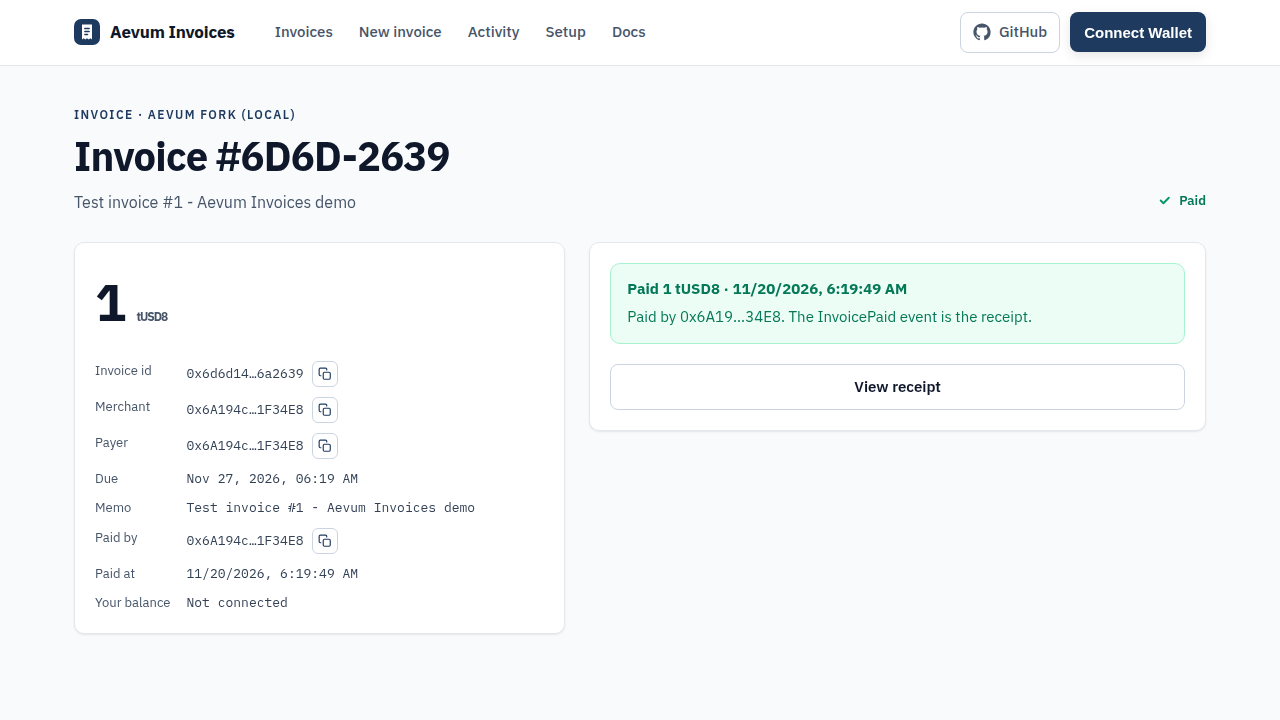 Aevum Invoices
Invoices
New invoice
Activity
Setup
Docs
GitHub
Connect Wallet
INVOICE · AEVUM FORK (LOCAL)
Invoice #6D6D-2639
Test invoice #1 - Aevum Invoices demo
Paid
1 tUSD8
Invoice id 0x6d6d14…6a2639
Merchant 0x6A194c…1F34E8
Payer 0x6A194c…1F34E8
Due Nov 27, 2026, 06:19 AM
Memo Test invoice #1 - Aevum Invoices demo
Paid by 0x6A194c…1F34E8
Paid at 11/20/2026, 6:19:49 AM
Your balance Not connected
Paid 1 tUSD8 · 11/20/2026, 6:19:49 AM
Paid by 0x6A19…34E8. The InvoicePaid event is the receipt.
View receipt